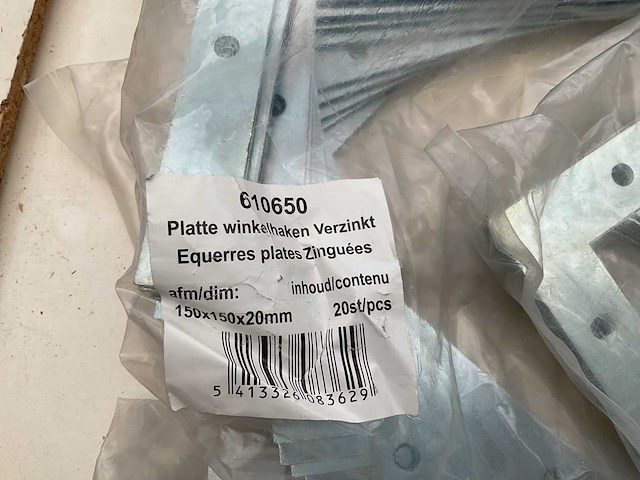 610650
Platte winkelhaken Verzinkt
Equerres plates Zinguées
afm/dim: inhoud/contenu
150x150x20mm 20st/pcs
5 413326 083629